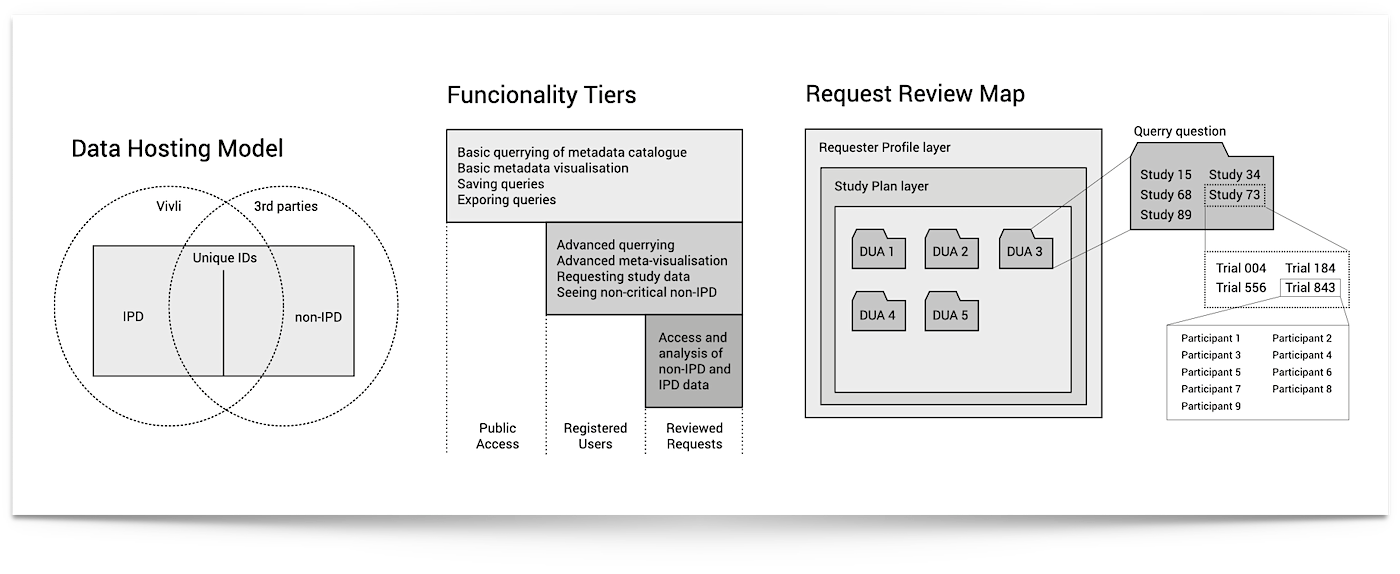 Data Hosting Model
Vivli
3rd parties
Unique IDs
IPD
non-IPD
Funcionality Tiers
Basic querrying of metadata catalogue
Basic metadata visualisation
Saving queries
Exporing queries
Advanced querrying
Advanced meta-visualisation
Requesting study data
Seeing non-critical non-IPD
Access and
analysis of
non-IPD and
IPD data
Public
Access
Registered
Users
Reviewed
Requests
Request Review Map
Requester Profile layer
Study Plan layer
DUA 1
DUA 2
DUA 3
DUA 4
DUA 5
Querry question
Study 15
Study 34
Study 68
Study 73
Study 89
Trial 004
Trial 184
Trial 556
Trial 843
Participant 1
Participant 2
Participant 3
Participant 4
Participant 5
Participant 6
Participant 7
Participant 8
Participant 9